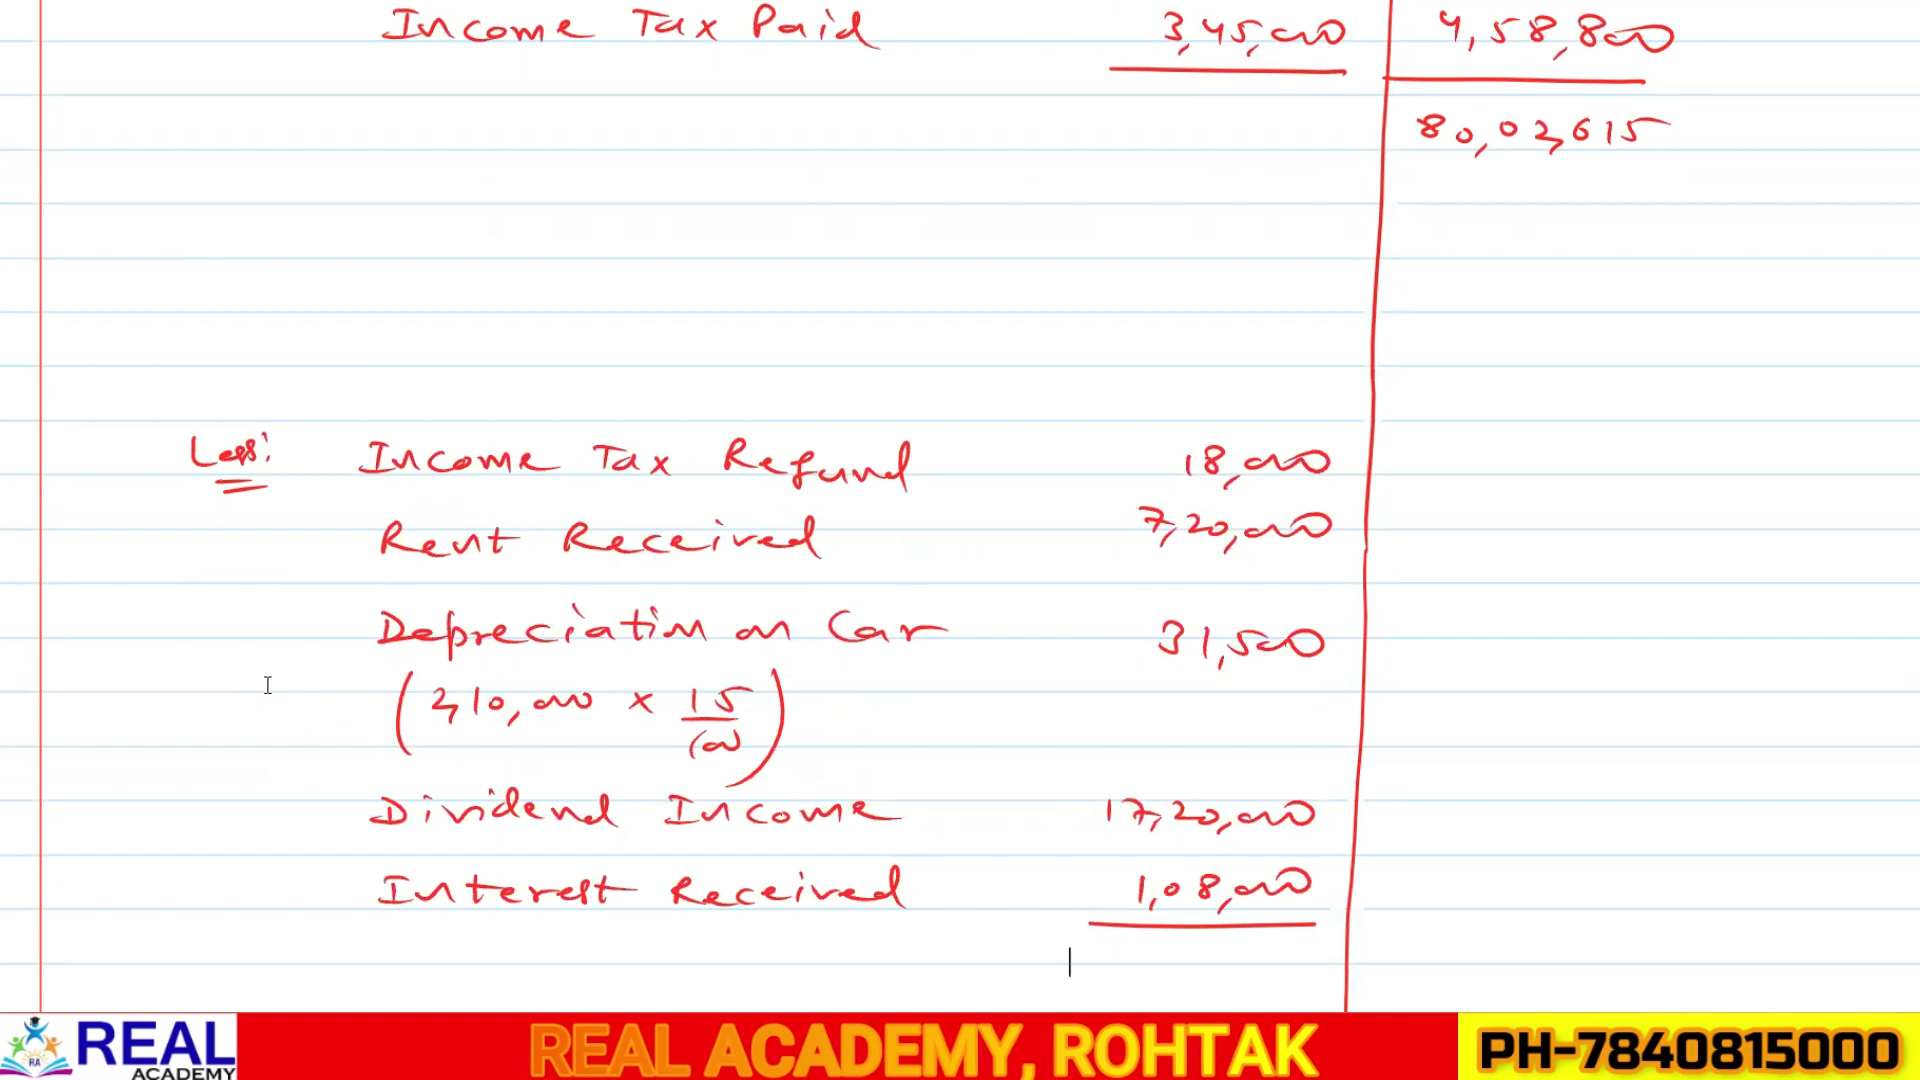 Income Tax Paid 3,45,000 4,58,800
80,02,615
Less: Income Tax Refund 18,000
Rent Received 7,20,000
Depreciation on Car 31,500
(2,10,000 x 15/100)
Dividend Income 17,20,000
Interest Received 1,08,000
RA REAL ACADEMY
REAL ACADEMY, ROHTAK
PH-7840815000